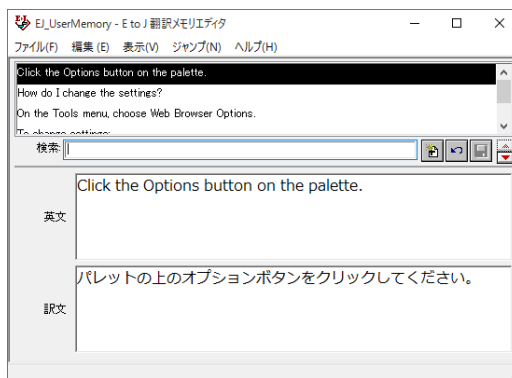 EJ_UserMemory - E to J 翻訳メモリエディタ
ファイル(F) 編集(E) 表示(V) ジャンプ(N) ヘルプ(H)
Click the Options button on the palette.
How do I change the settings?
On the Tools menu, choose Web Browser Options.
To change settings:
検索:
英文
Click the Options button on the palette.
訳文
パレットの上のオプションボタンをクリックしてください。